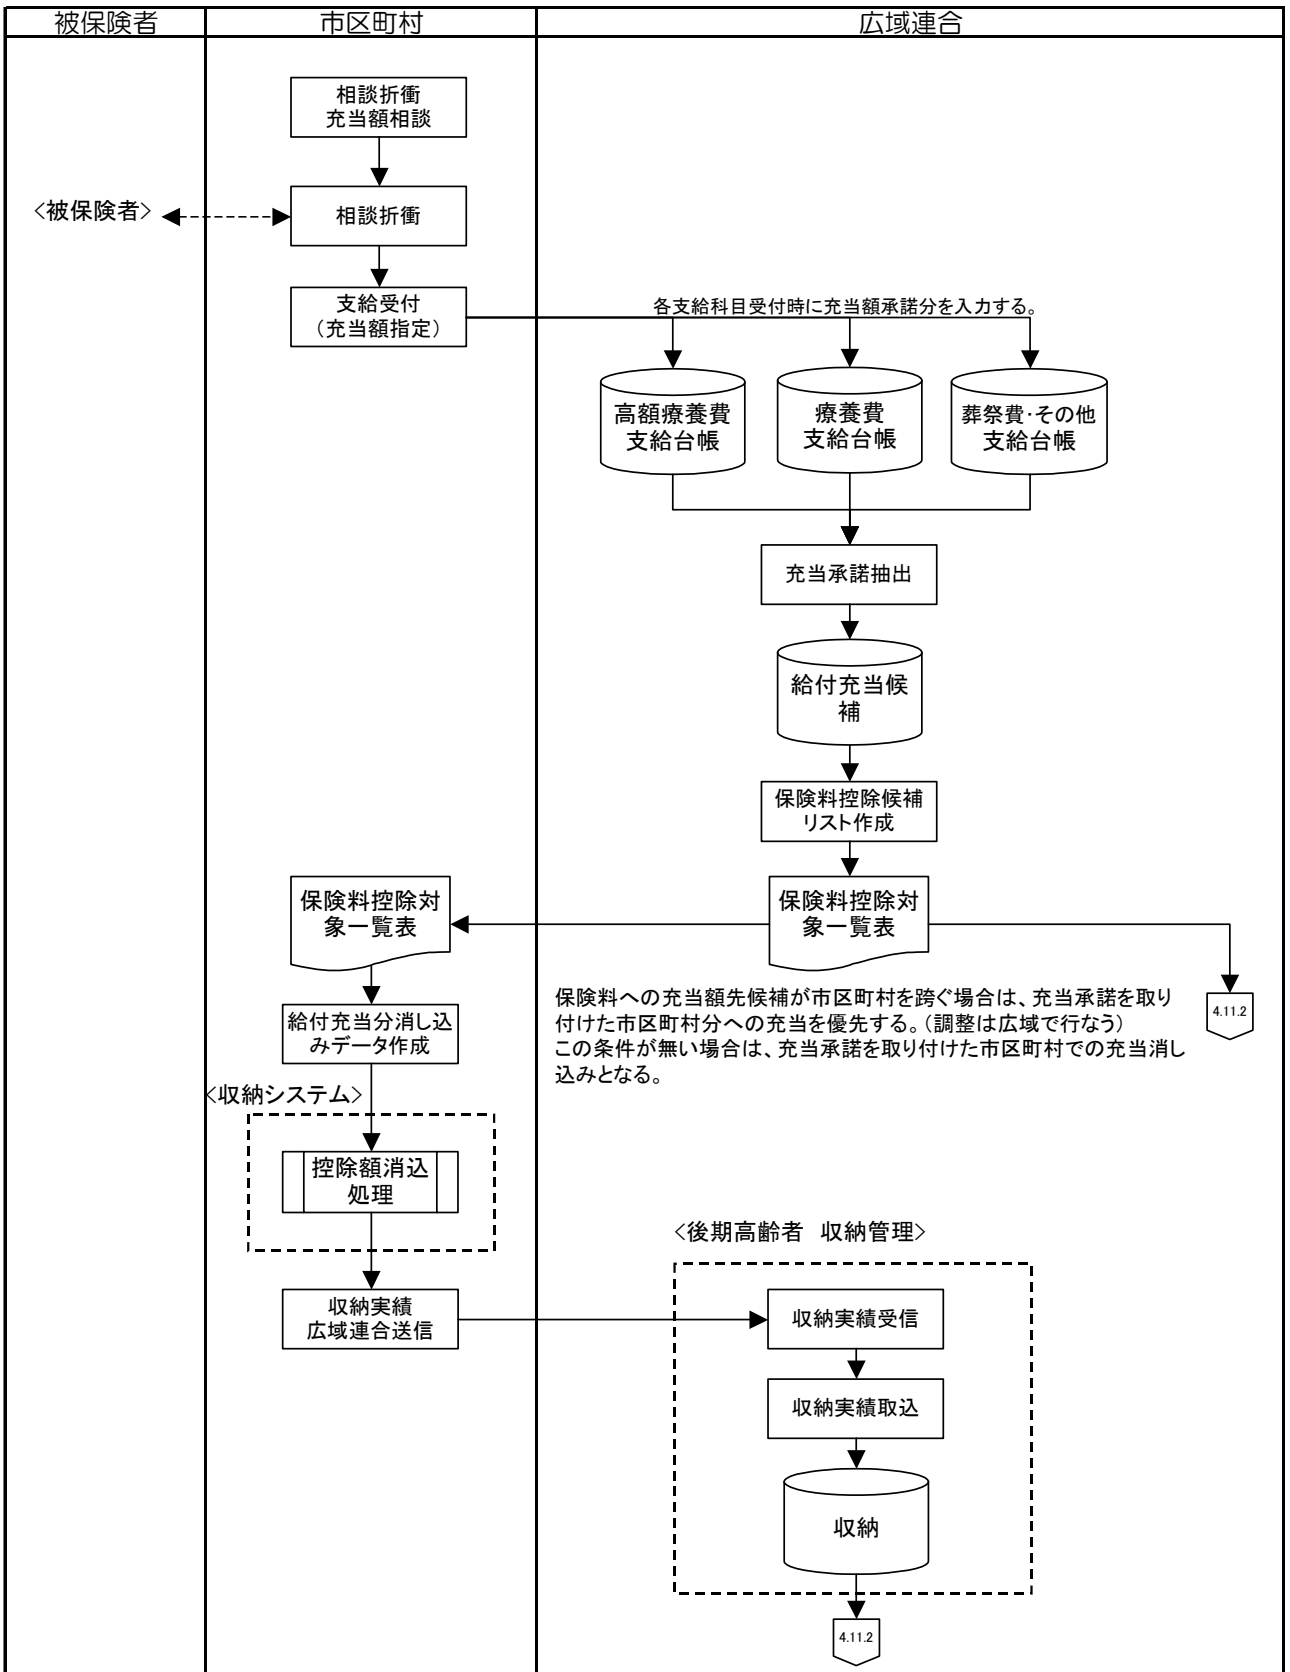 被保険者
市区町村
広域連合
相談折衝
充当額相談
<被保険者>
相談折衝
支給受付
（充当額指定）
各支給科目受付時に充当額承諾分を入力する。
高額療養費
支給台帳
療養費
支給台帳
葬祭費・その他
支給台帳
充当承諾抽出
給付充当候
補
保険料控除候補
リスト作成
保険料控除対
象一覧表
保険料控除対
象一覧表
4.11.2
保険料への充当額先候補が市区町村を跨ぐ場合は、充当承諾を取り
付けた市区町村分への充当を優先する。（調整は広域で行なう）
この条件が無い場合は、充当承諾を取り付けた市区町村での充当消し
込みとなる。
給付充当分消し込
みデータ作成
<収納システム>
控除額消込
処理
収納実績
広域連合送信
<後期高齢者　収納管理>
収納実績受信
収納実績取込
収納
4.11.2